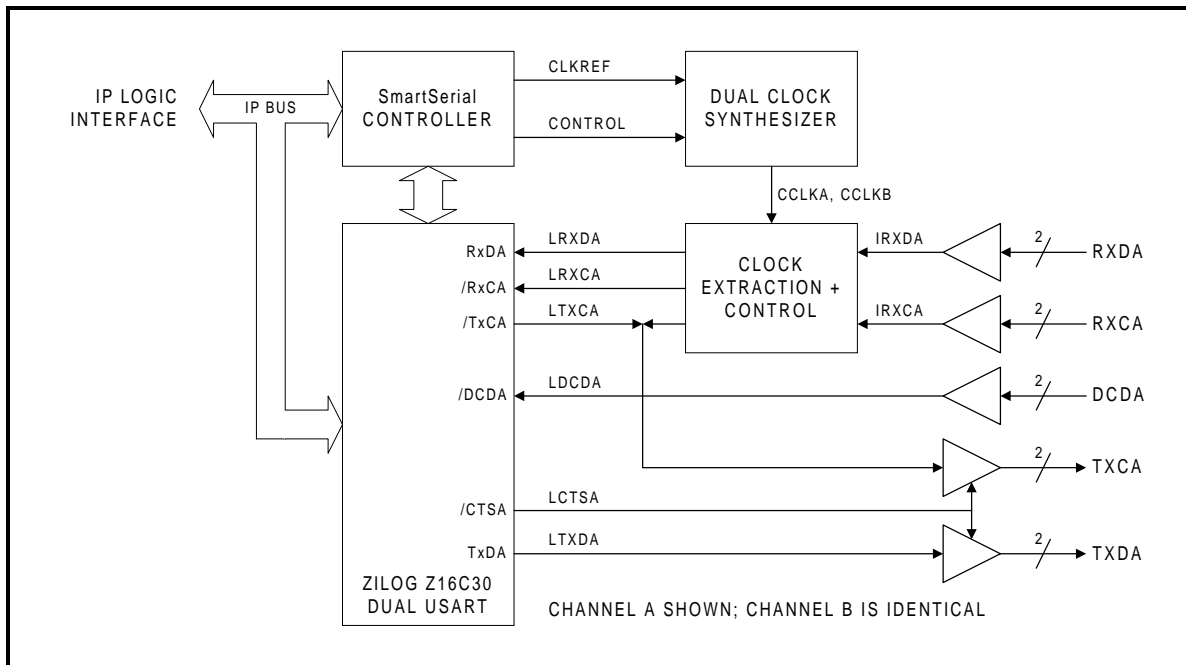 IP LOGIC
INTERFACE
IP BUS
SmartSerial
CONTROLLER
CLKREF
CONTROL
DUAL CLOCK
SYNTHESIZER
CCLKA, CCLKB
RxDA
LRXDA
/RxCA
LRXCA
/TxCA
LTXCA
CLOCK
EXTRACTION +
CONTROL
IRXDA
2
RXDA
IRXCA
2
RXCA
/DCDA
LDCDA
2
DCDA
2
TXCA
/CTSA
LCTSA
TxDA
LTXDA
2
TXDA
ZILOG Z16C30
DUAL USART
CHANNEL A SHOWN; CHANNEL B IS IDENTICAL